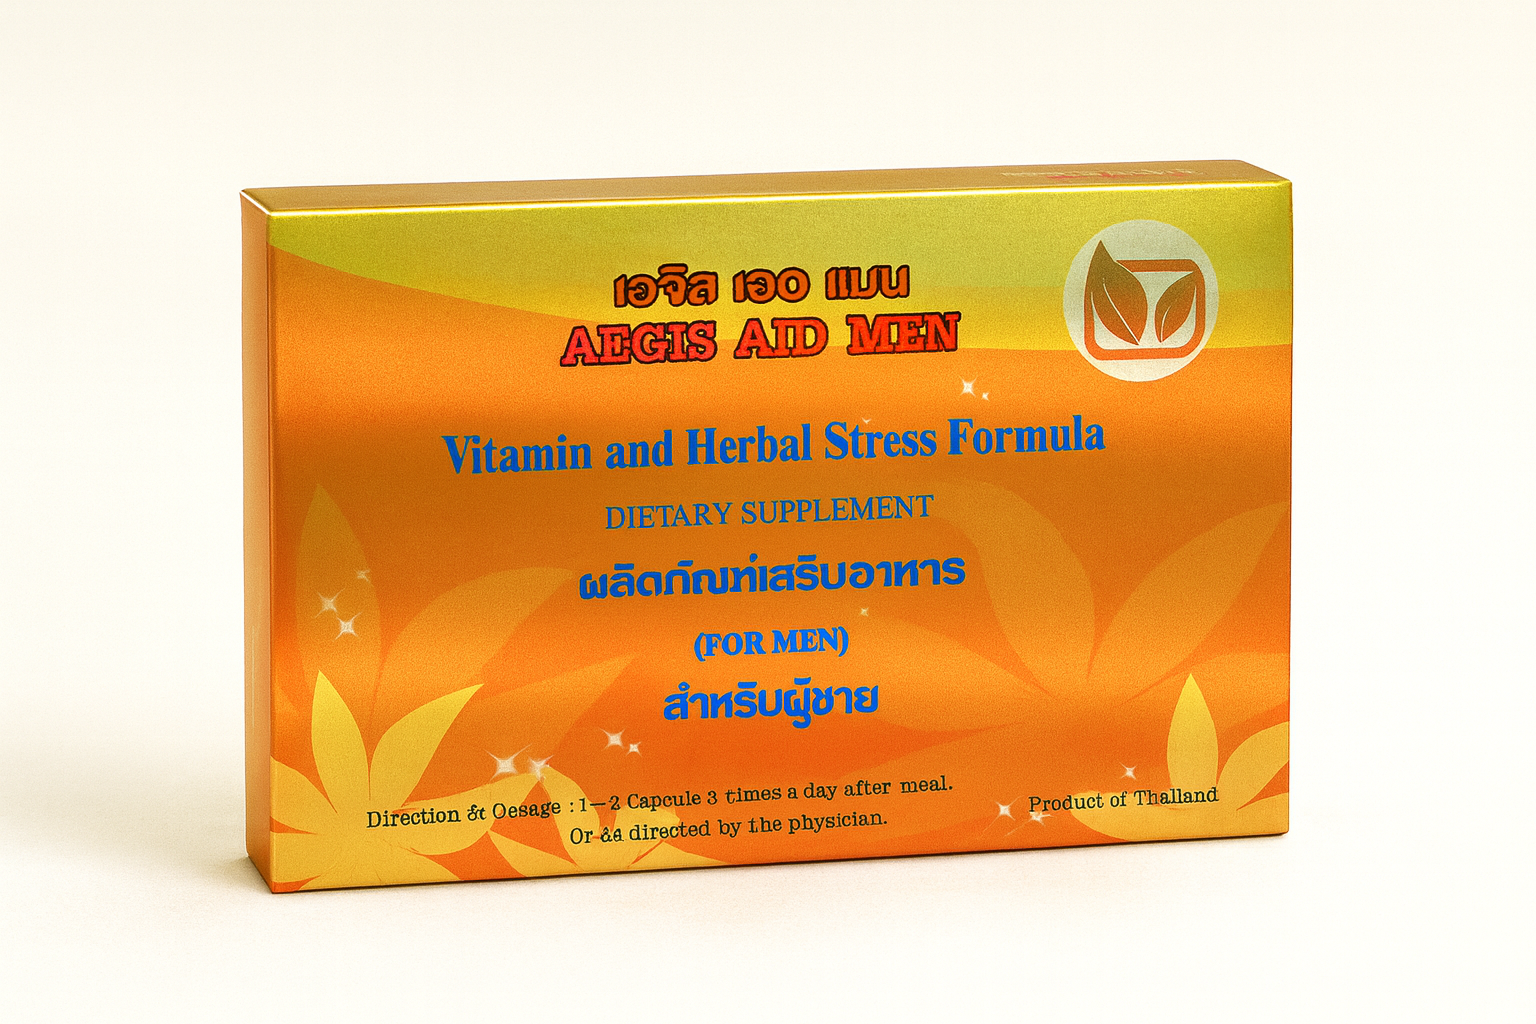 เอจิส เอด แมน
AEGIS AID MEN
Vitamin and Herbal Stress Formula
DIETARY SUPPLEMENT
ผลิตภัณฑ์เสริมอาหาร
(FOR MEN)
สำหรับผู้ชาย
Direction & Oesage : 1–2 Capcule 3 times a day after meal.
Or as directed by the physician.
Product of Thalland